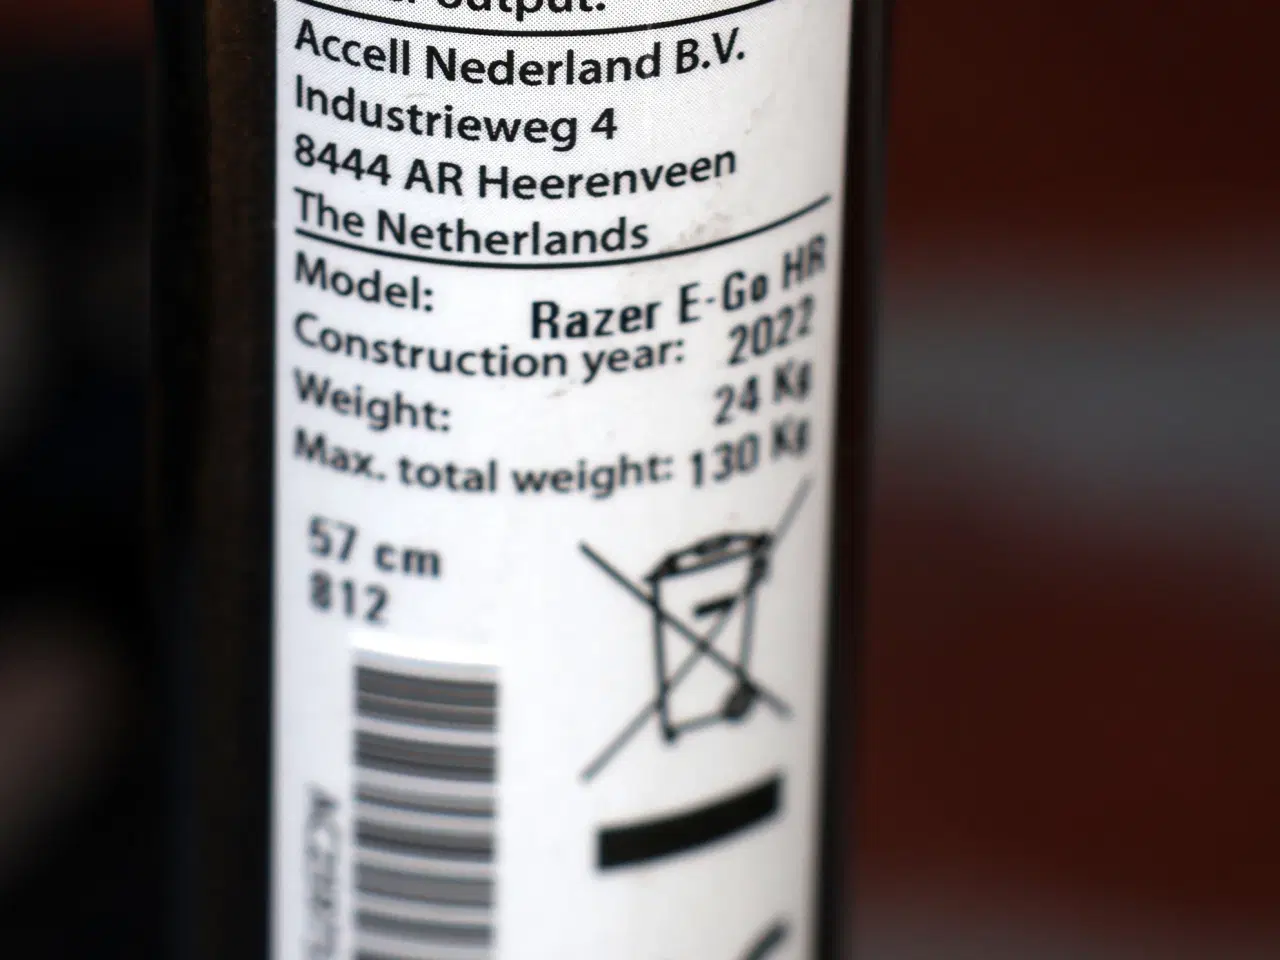 output:
Accell Nederland B.V.
Industrieweg 4
8444 AR Heerenveen
The Netherlands
Model: Razer E-Go HR
Construction year: 2022
Weight: 24 Kg
Max. total weight: 130 Kg
57 cm
812